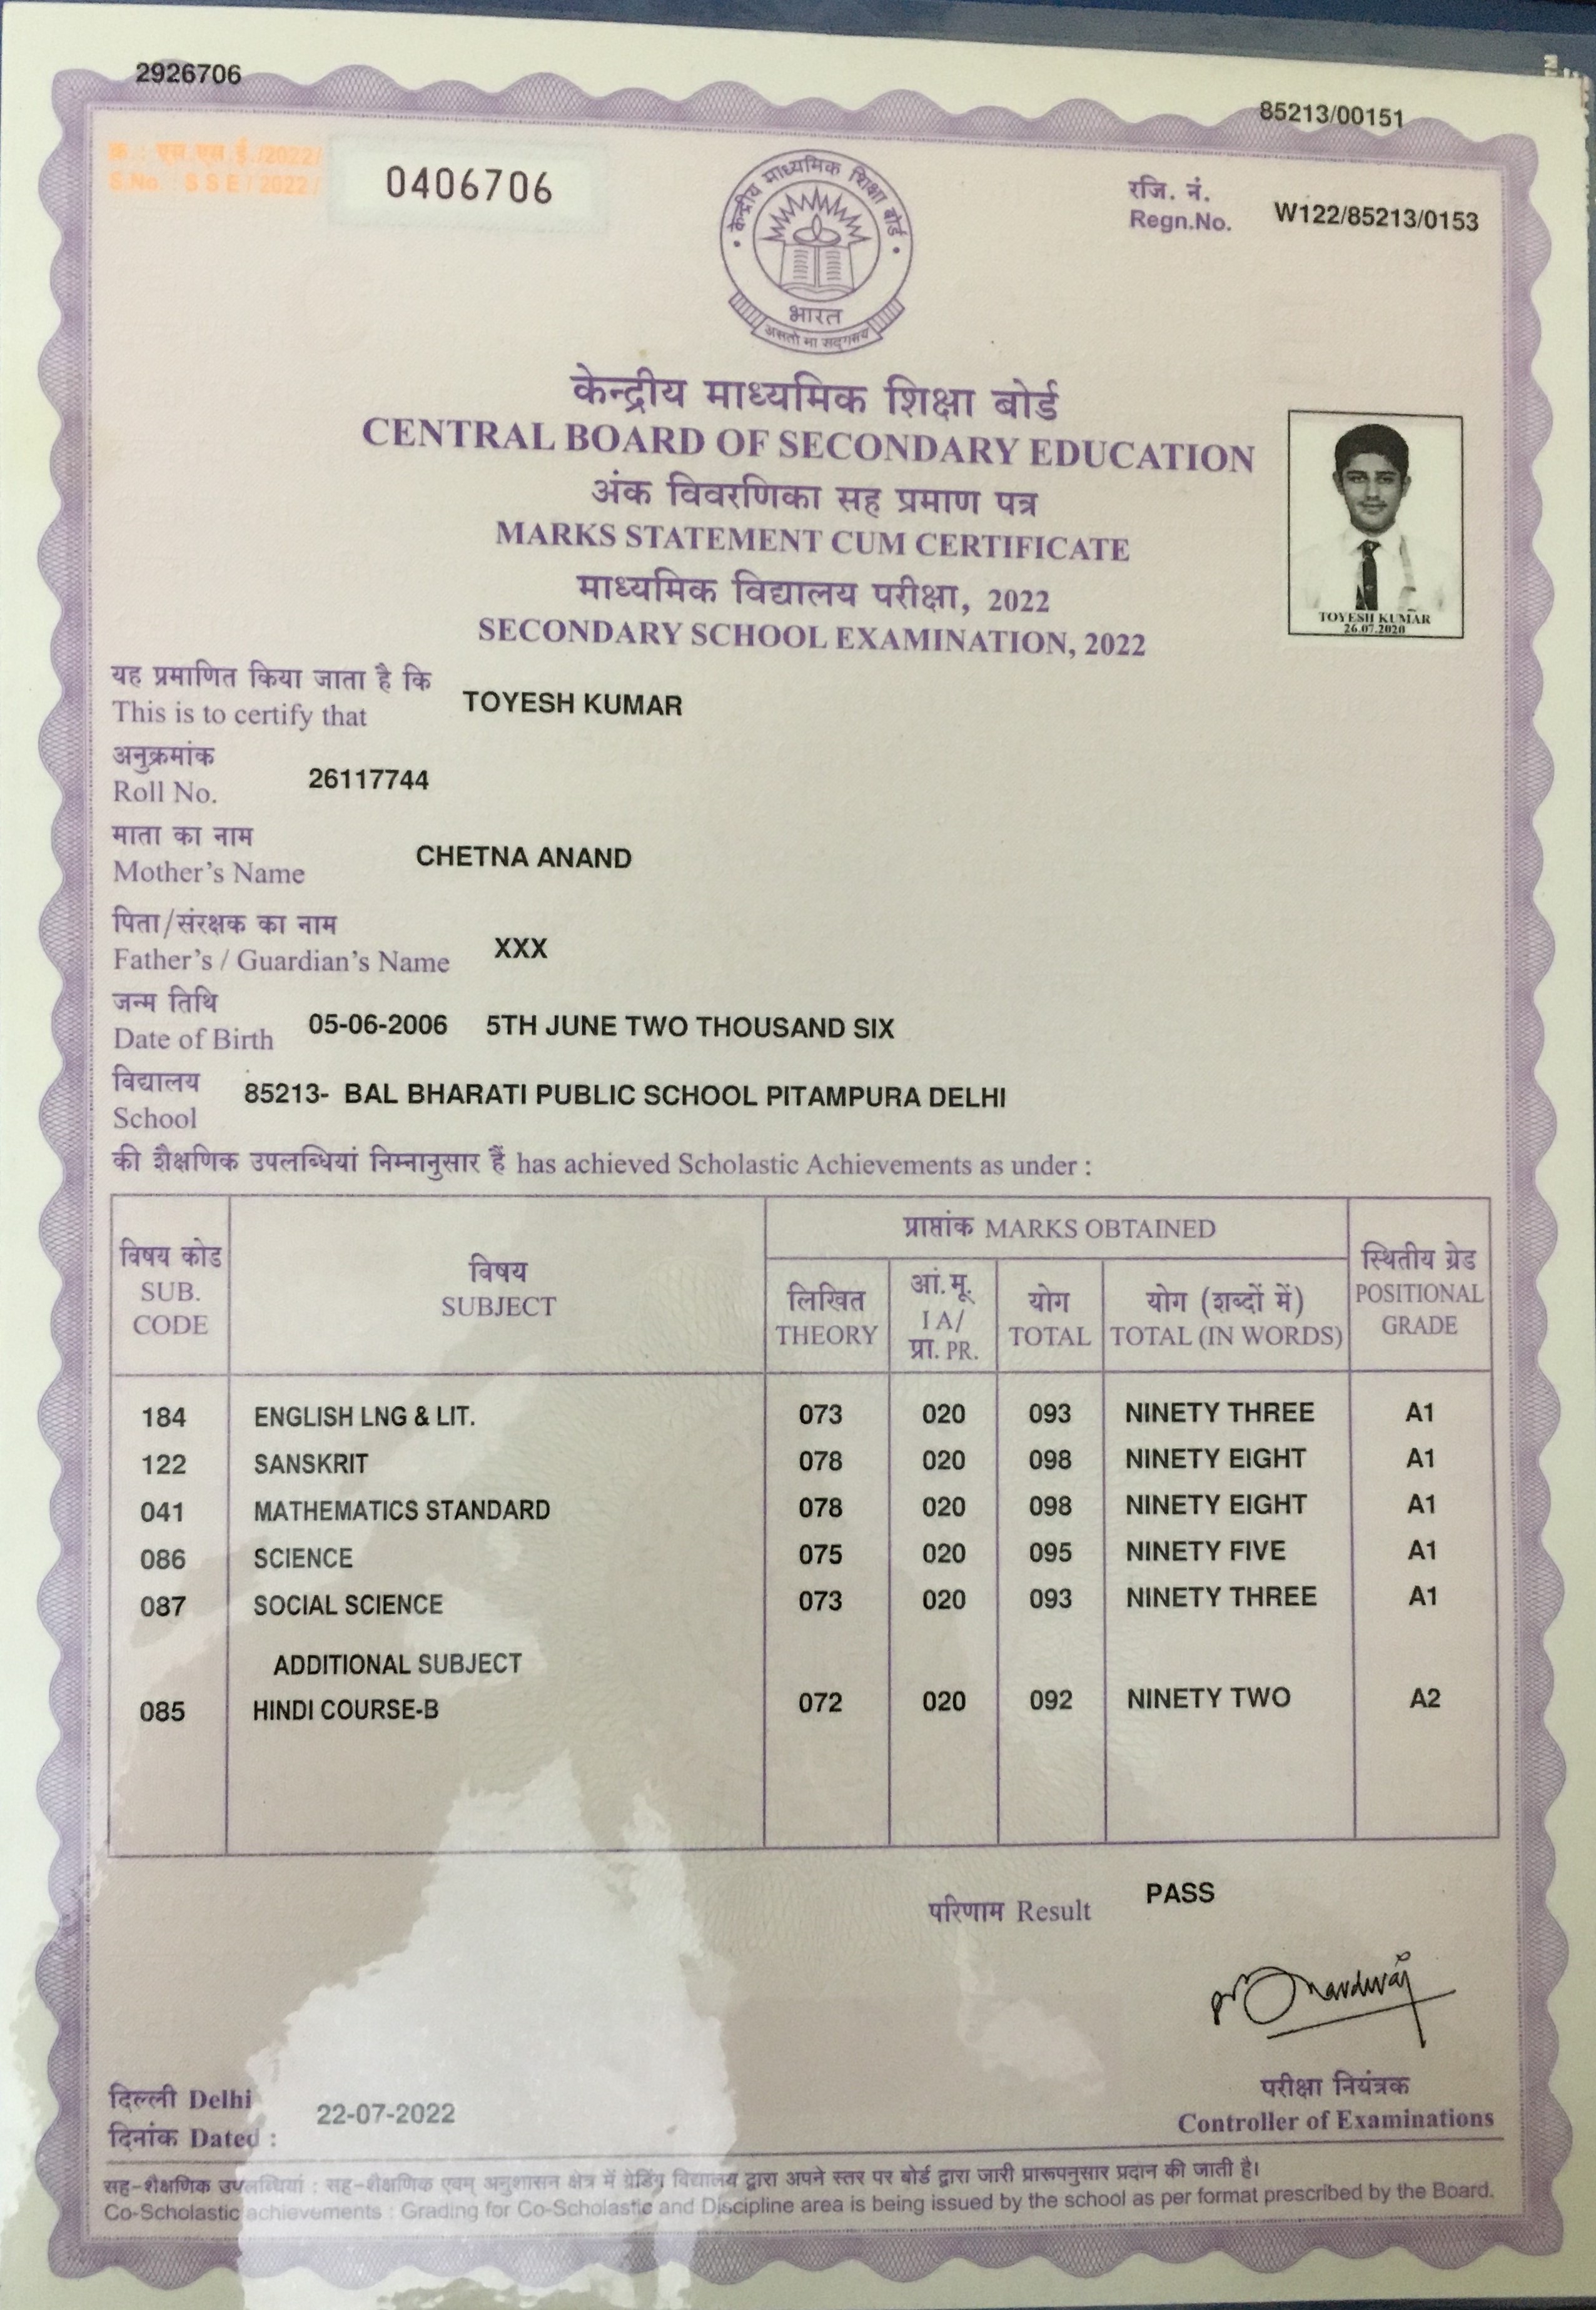 2926706
85213/00151
क्र. : एस.एस.ई./2022/
S.No. : S S E / 2022 /
0406706
रजि. नं.
Regn.No. W122/85213/0153
केन्द्रीय माध्यमिक शिक्षा बोर्ड
भारत
असतो मा सद्गमय
केन्द्रीय माध्यमिक शिक्षा बोर्ड
CENTRAL BOARD OF SECONDARY EDUCATION
अंक विवरणिका सह प्रमाण पत्र
MARKS STATEMENT CUM CERTIFICATE
माध्यमिक विद्यालय परीक्षा, 2022
SECONDARY SCHOOL EXAMINATION, 2022
TOYESH KUMAR
26.07.2020
यह प्रमाणित किया जाता है कि
This is to certify that TOYESH KUMAR
अनुक्रमांक
Roll No. 26117744
माता का नाम
Mother's Name CHETNA ANAND
पिता/संरक्षक का नाम
Father's / Guardian's Name XXX
जन्म तिथि
Date of Birth 05-06-2006 5TH JUNE TWO THOUSAND SIX
विद्यालय
School 85213- BAL BHARATI PUBLIC SCHOOL PITAMPURA DELHI
की शैक्षणिक उपलब्धियां निम्नानुसार हैं has achieved Scholastic Achievements as under :
विषय कोड
SUB.
CODE
विषय
SUBJECT
प्राप्तांक MARKS OBTAINED
लिखित
THEORY
आं.मू.
I A/
प्रा. PR.
योग
TOTAL
योग (शब्दों में)
TOTAL (IN WORDS)
स्थितीय ग्रेड
POSITIONAL
GRADE
184 ENGLISH LNG & LIT. 073 020 093 NINETY THREE A1
122 SANSKRIT 078 020 098 NINETY EIGHT A1
041 MATHEMATICS STANDARD 078 020 098 NINETY EIGHT A1
086 SCIENCE 075 020 095 NINETY FIVE A1
087 SOCIAL SCIENCE 073 020 093 NINETY THREE A1
ADDITIONAL SUBJECT
085 HINDI COURSE-B 072 020 092 NINETY TWO A2
परिणाम Result PASS
दिल्ली Delhi
दिनांक Dated : 22-07-2022
परीक्षा नियंत्रक
Controller of Examinations
सह-शैक्षणिक उपलब्धियां : सह-शैक्षणिक एवम् अनुशासन क्षेत्र में ग्रेडिंग विद्यालय द्वारा अपने स्तर पर बोर्ड द्वारा जारी प्रारूपनुसार प्रदान की जाती है।
Co-Scholastic achievements : Grading for Co-Scholastic and Discipline area is being issued by the school as per format prescribed by the Board.